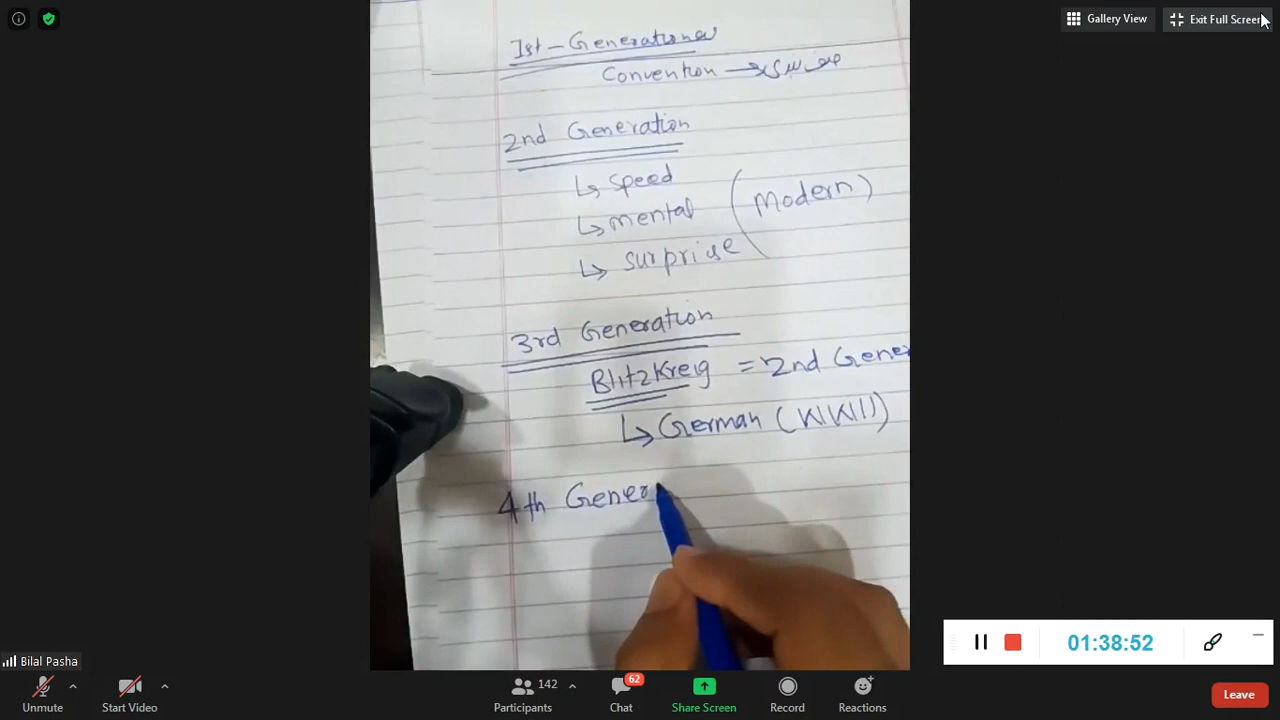 Gallery View
Exit Full Screen
1st-Generation
Convention →
2nd Generation
↳ speed
↳ mental (Modern)
↳ surprise
3rd Generation
BlitzKreig = 2nd Gener
↳ German (WWII)
4th Gener
01:38:52
Bilal Pasha
Unmute
Start Video
142
Participants
62
Chat
Share Screen
Record
Reactions
Leave